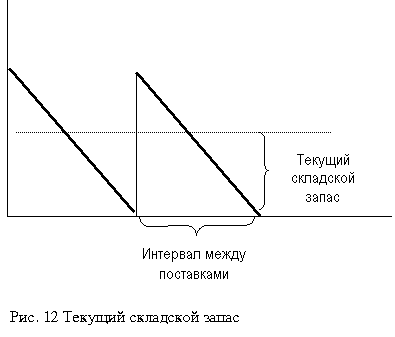 Текущий
складской
запас
Интервал между
поставками
Рис. 12 Текущий складской запас